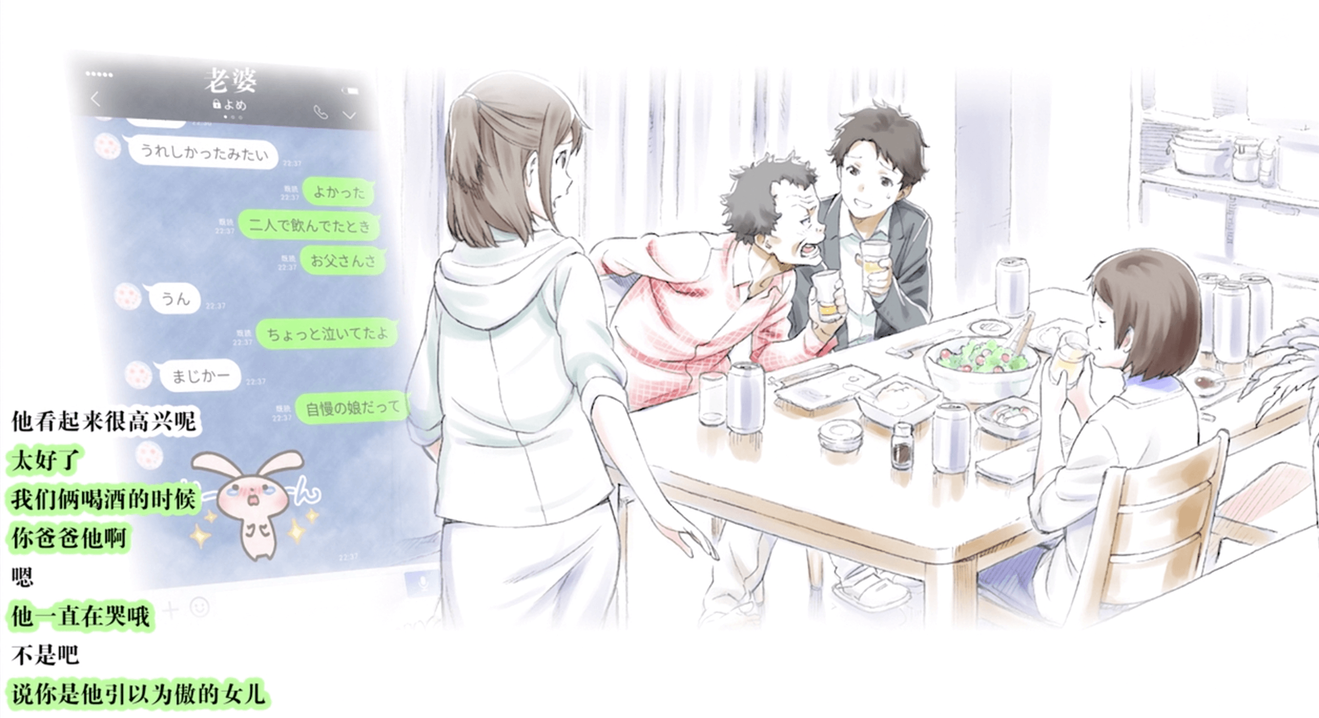 老婆
よめ
うれしかったみたい
22:37
既読
22:37
よかった
既読
22:37
二人で飲んでたとき
既読
22:37
お父さんさ
うん
22:37
既読
22:37
ちょっと泣いてたよ
まじかー
22:37
既読
22:37
自慢の娘だって
ん
22:37
他看起来很高兴呢
太好了
我们俩喝酒的时候
你爸爸他啊
嗯
他一直在哭哦
不是吧
说你是他引以为傲的女儿